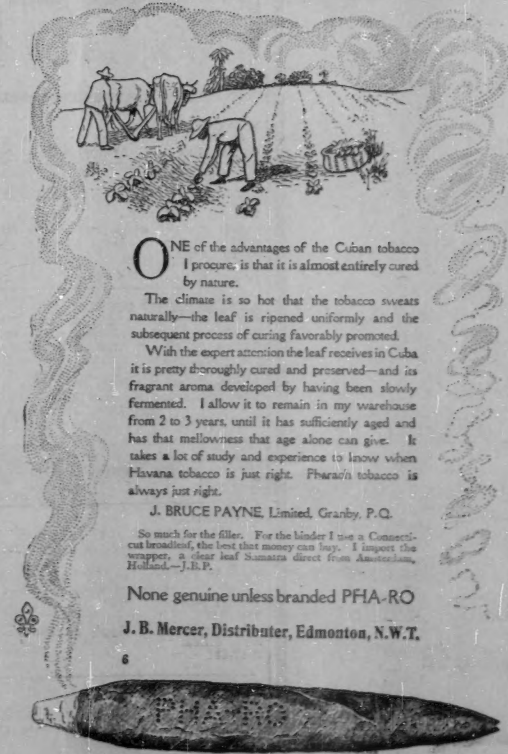 ONE of the advantages of the Cuban tobacco
I procure, is that it is almost entirely cured
by nature.
The climate is so hot that the tobacco sweats
naturally—the leaf is ripened uniformly and the
subsequent process of curing favorably promoted.
With the expert attention the leaf receives in Cuba
it is pretty thoroughly cured and preserved—and its
fragrant aroma developed by having been slowly
fermented. I allow it to remain in my warehouse
from 2 to 3 years, until it has sufficiently aged and
has that mellowness that age alone can give. It
takes a lot of study and experience to know when
Havana tobacco is just right. Pharaoh tobacco is
always just right.
J. BRUCE PAYNE, Limited, Granby, P.Q.
So much for the filler. For the binder I use a Connecti-
cut broadleaf, the best that money can buy. I import the
wrapper, a clear leaf Sumatra direct from Amsterdam,
Holland.—J.B.P.
None genuine unless branded PHA-RO
J. B. Mercer, Distributer, Edmonton, N.W.T.
6
PHA-RO